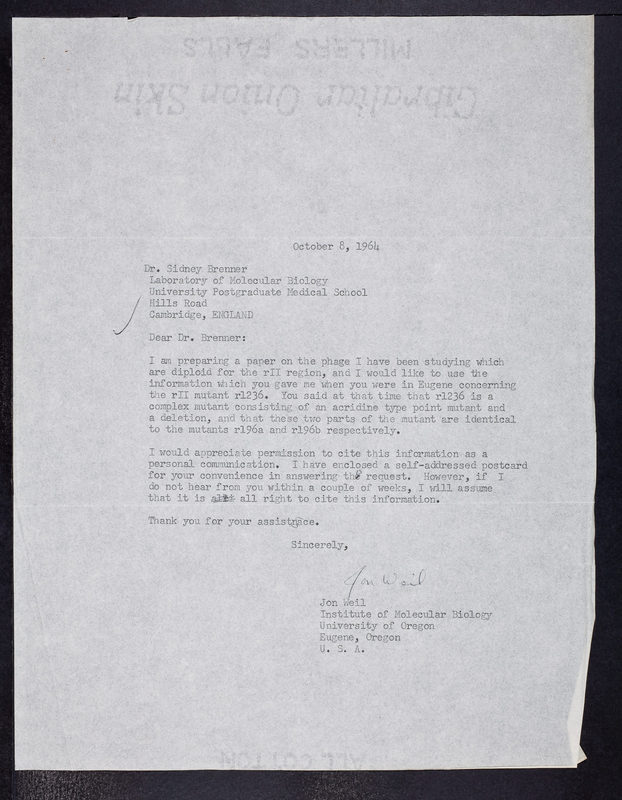 MILLERS FALLS
Gibraltar Onion Skin
October 8, 1964
Dr. Sidney Brenner
Laboratory of Molecular Biology
University Postgraduate Medical School
Hills Road
Cambridge, ENGLAND
Dear Dr. Brenner:
I am preparing a paper on the phage I have been studying which
are diploid for the rII region, and I would like to use the
information which you gave me when you were in Eugene concerning
the rII mutant r1236. You said at that time that r1236 is a
complex mutant consisting of an acridine type point mutant and
a deletion, and that these two parts of the mutant are identical
to the mutants r196a and r196b respectively.
I would appreciate permission to cite this information as a
personal communication. I have enclosed a self-addressed postcard
for your convenience in answering the request. However, if I
do not hear from you within a couple of weeks, I will assume
that it is all right to cite this information.
Thank you for your assistance.
Sincerely,
Jon Weil
Jon Weil
Institute of Molecular Biology
University of Oregon
Eugene, Oregon
U. S. A.
ALL COTTON